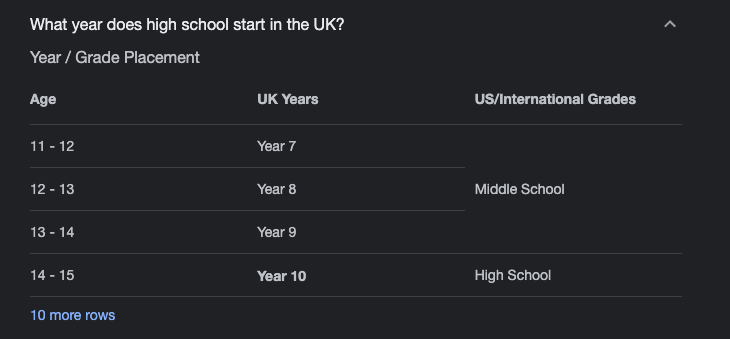 What year does high school start in the UK?
Year / Grade Placement
Age UK Years US/International Grades
11 - 12 Year 7
12 - 13 Year 8 Middle School
13 - 14 Year 9
14 - 15 Year 10 High School
10 more rows